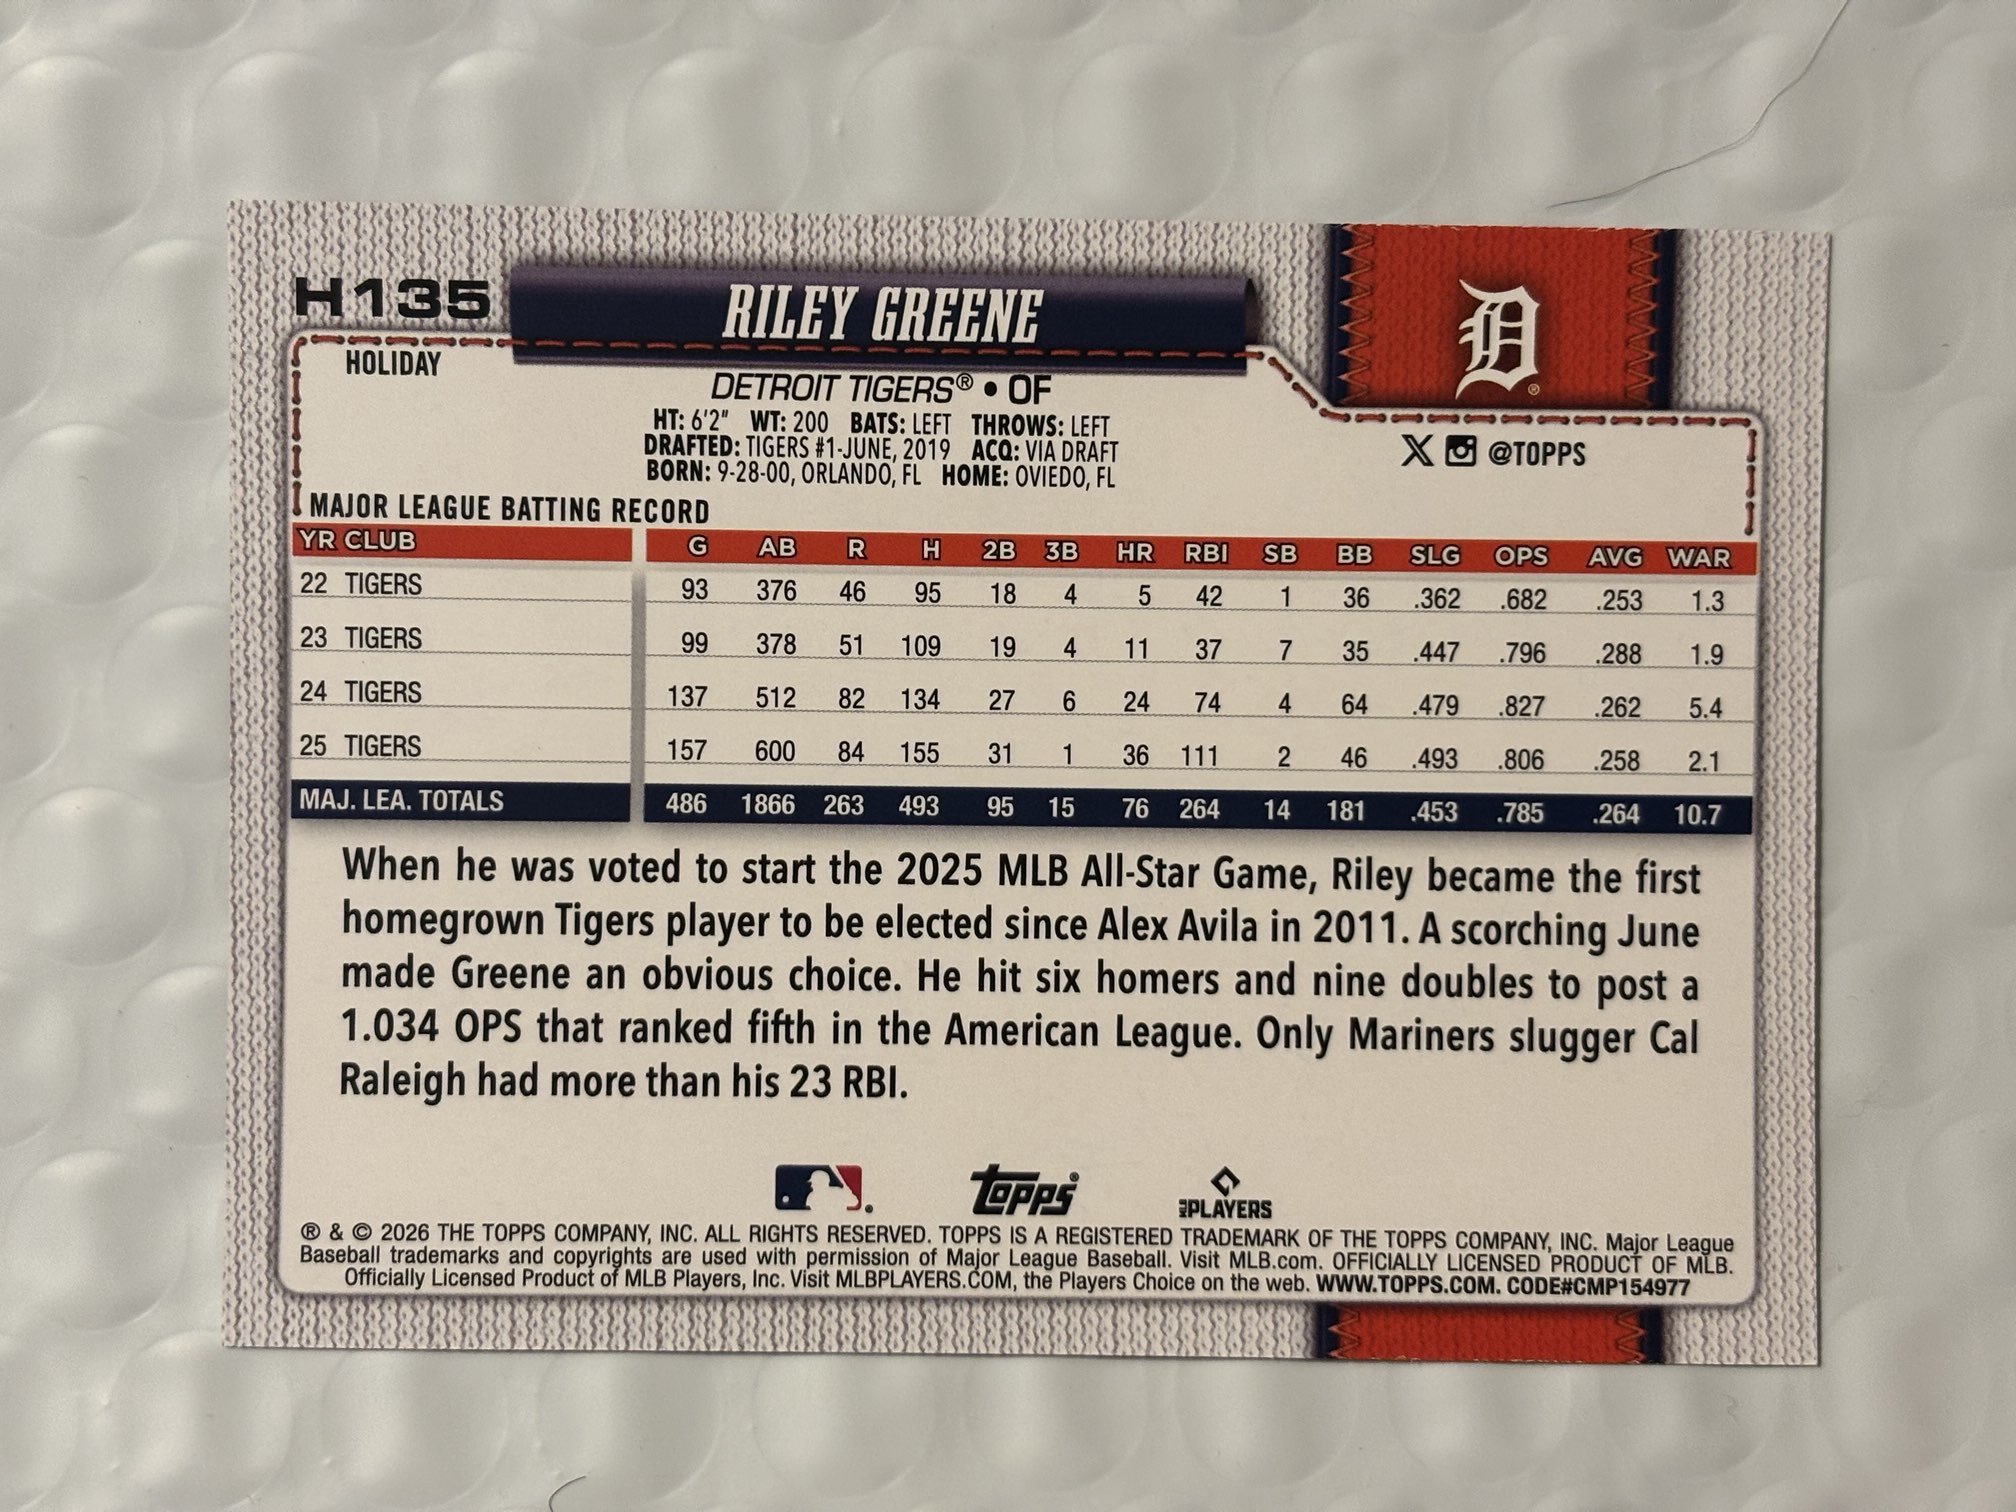 H135
RILEY GREENE
HOLIDAY
DETROIT TIGERS® • OF
HT: 6'2" WT: 200 BATS: LEFT THROWS: LEFT
DRAFTED: TIGERS #1-JUNE, 2019 ACQ: VIA DRAFT
BORN: 9-28-00, ORLANDO, FL HOME: OVIEDO, FL
D®
X @TOPPS
MAJOR LEAGUE BATTING RECORD
YR CLUB G AB R H 2B 3B HR RBI SB BB SLG OPS AVG WAR
22 TIGERS 93 376 46 95 18 4 5 42 1 36 .362 .682 .253 1.3
23 TIGERS 99 378 51 109 19 4 11 37 7 35 .447 .796 .288 1.9
24 TIGERS 137 512 82 134 27 6 24 74 4 64 .479 .827 .262 5.4
25 TIGERS 157 600 84 155 31 1 36 111 2 46 .493 .806 .258 2.1
MAJ. LEA. TOTALS 486 1866 263 493 95 15 76 264 14 181 .453 .785 .264 10.7
When he was voted to start the 2025 MLB All-Star Game, Riley became the first
homegrown Tigers player to be elected since Alex Avila in 2011. A scorching June
made Greene an obvious choice. He hit six homers and nine doubles to post a
1.034 OPS that ranked fifth in the American League. Only Mariners slugger Cal
Raleigh had more than his 23 RBI.
Topps® MLB PLAYERS
® & © 2026 THE TOPPS COMPANY, INC. ALL RIGHTS RESERVED. TOPPS IS A REGISTERED TRADEMARK OF THE TOPPS COMPANY, INC. Major League
Baseball trademarks and copyrights are used with permission of Major League Baseball. Visit MLB.com. OFFICIALLY LICENSED PRODUCT OF MLB.
Officially Licensed Product of MLB Players, Inc. Visit MLBPLAYERS.COM, the Players Choice on the web. WWW.TOPPS.COM. CODE#CMP154977